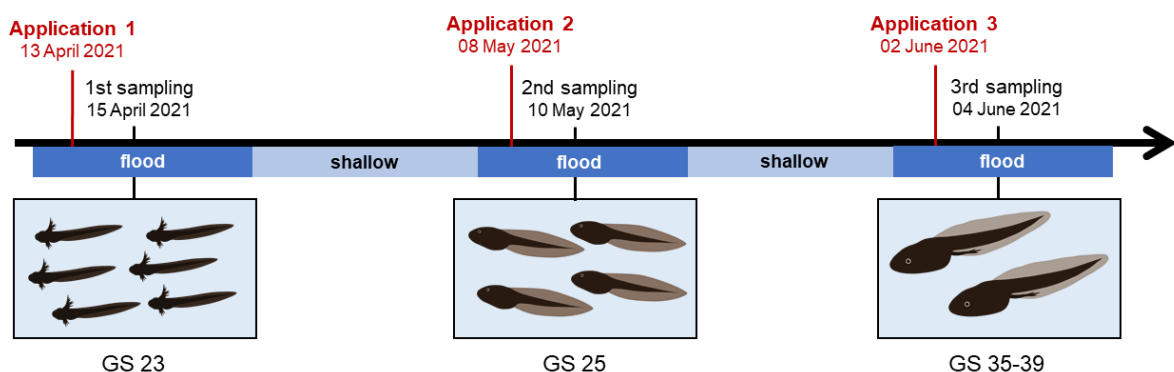 Application 1
13 April 2021
Application 2
08 May 2021
Application 3
02 June 2021
1st sampling
15 April 2021
2nd sampling
10 May 2021
3rd sampling
04 June 2021
flood
shallow
flood
shallow
flood
GS 23
GS 25
GS 35-39